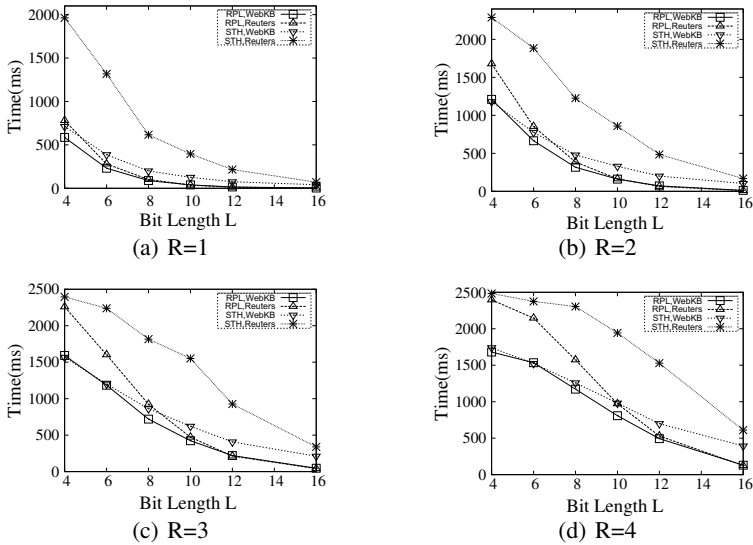 2000
1500
1000
500
0
Time(ms)
RPL,WebKB
RPL,Reuters
STH,WebKB
STH,Reuters
4 6 8 10 12 14 16
Bit Length L
(a) R=1
2000
1500
1000
500
0
Time(ms)
RPL,WebKB
RPL,Reuters
STH,WebKB
STH,Reuters
4 6 8 10 12 14 16
Bit Length L
(b) R=2
2500
2000
1500
1000
500
0
Time(ms)
RPL,WebKB
RPL,Reuters
STH,WebKB
STH,Reuters
4 6 8 10 12 14 16
Bit Length L
(c) R=3
2500
2000
1500
1000
500
0
Time(ms)
RPL,WebKB
RPL,Reuters
STH,WebKB
STH,Reuters
4 6 8 10 12 14 16
Bit Length L
(d) R=4